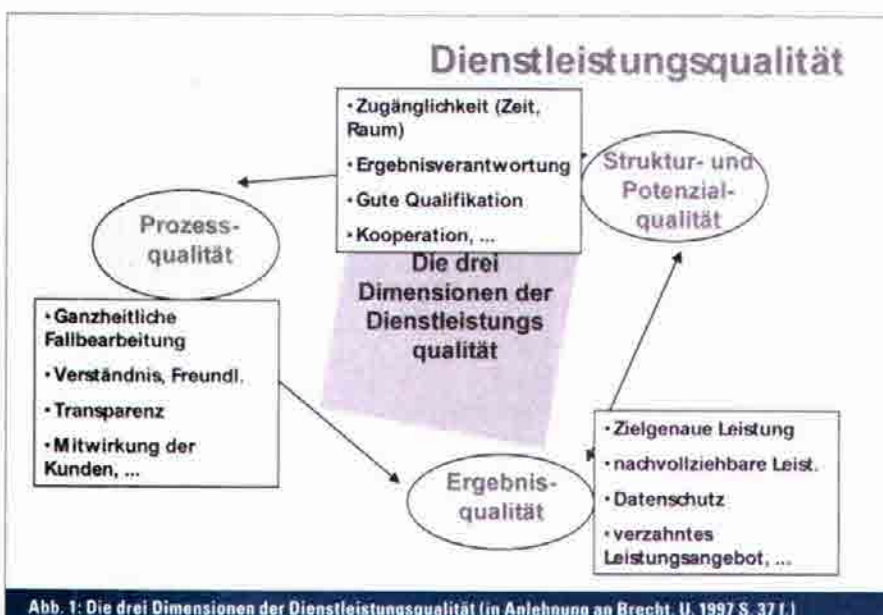 Dienstleistungsqualität
• Zugänglichkeit (Zeit,
Raum)
• Ergebnisverantwortung
• Gute Qualifikation
• Kooperation, ...
Struktur- und
Potenzial-
qualität
Prozess-
qualität
Die drei
Dimensionen der
Dienstleistungs
qualität
• Ganzheitliche
Fallbearbeitung
• Verständnis, Freundl.
• Transparenz
• Mitwirkung der
Kunden, ...
Ergebnis-
qualität
• Zielgenaue Leistung
• nachvollziehbare Leist.
• Datenschutz
• verzahntes
Leistungsangebot, ...
Abb. 1: Die drei Dimensionen der Dienstleistungsqualität (in Anlehnung an Brecht, U. 1997 S. 37 f.)